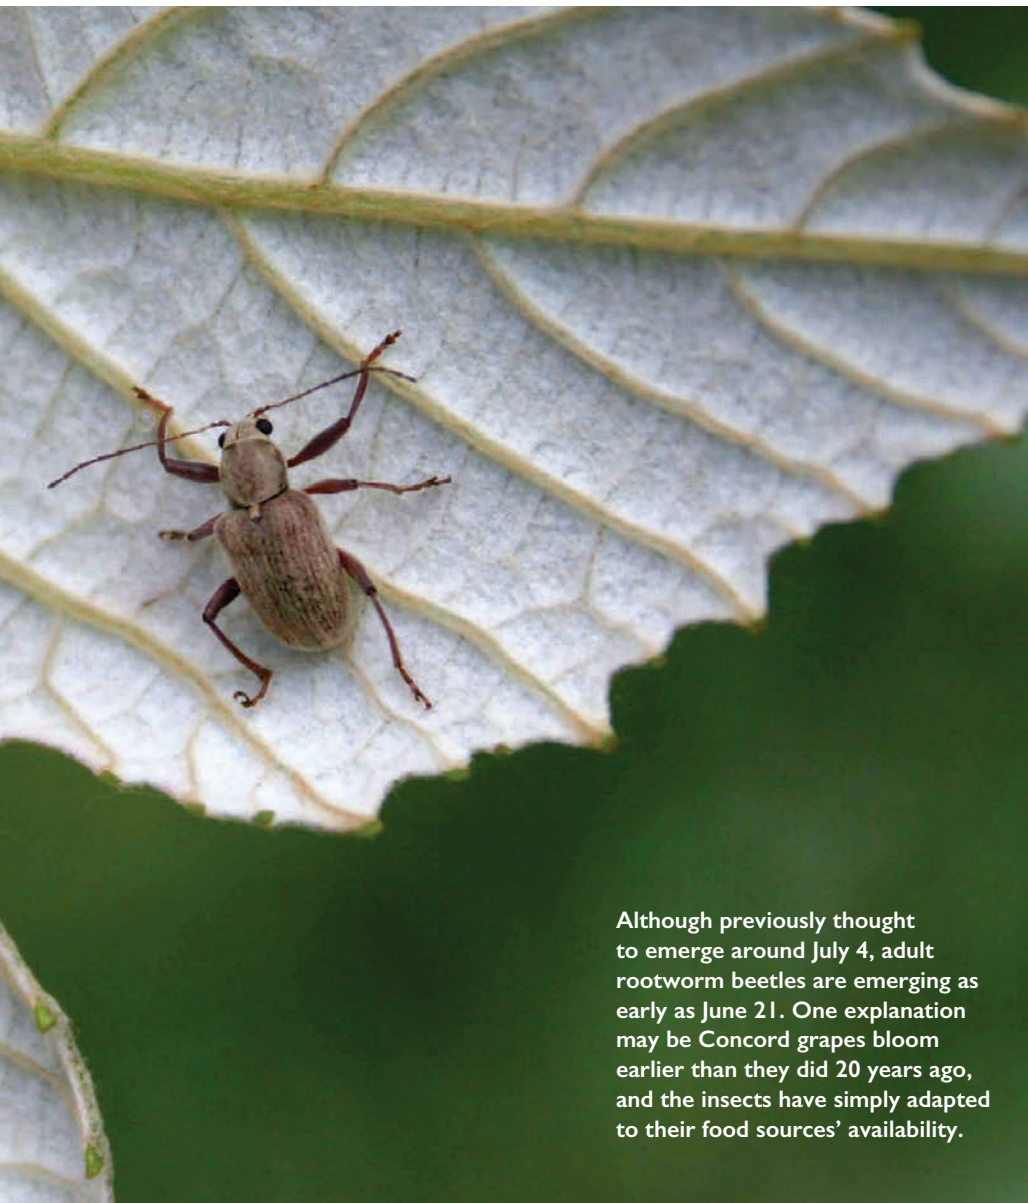 Although previously thought
to emerge around July 4, adult
rootworm beetles are emerging as
early as June 21. One explanation
may be Concord grapes bloom
earlier than they did 20 years ago,
and the insects have simply adapted
to their food sources’ availability.